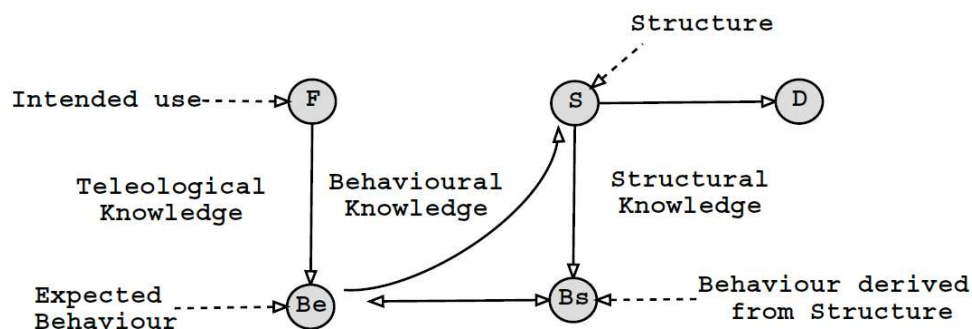 Structure
Intended use
F
S
D
Teleological
Knowledge
Behavioural
Knowledge
Structural
Knowledge
Expected
Behaviour
Be
Bs
Behaviour derived
from Structure